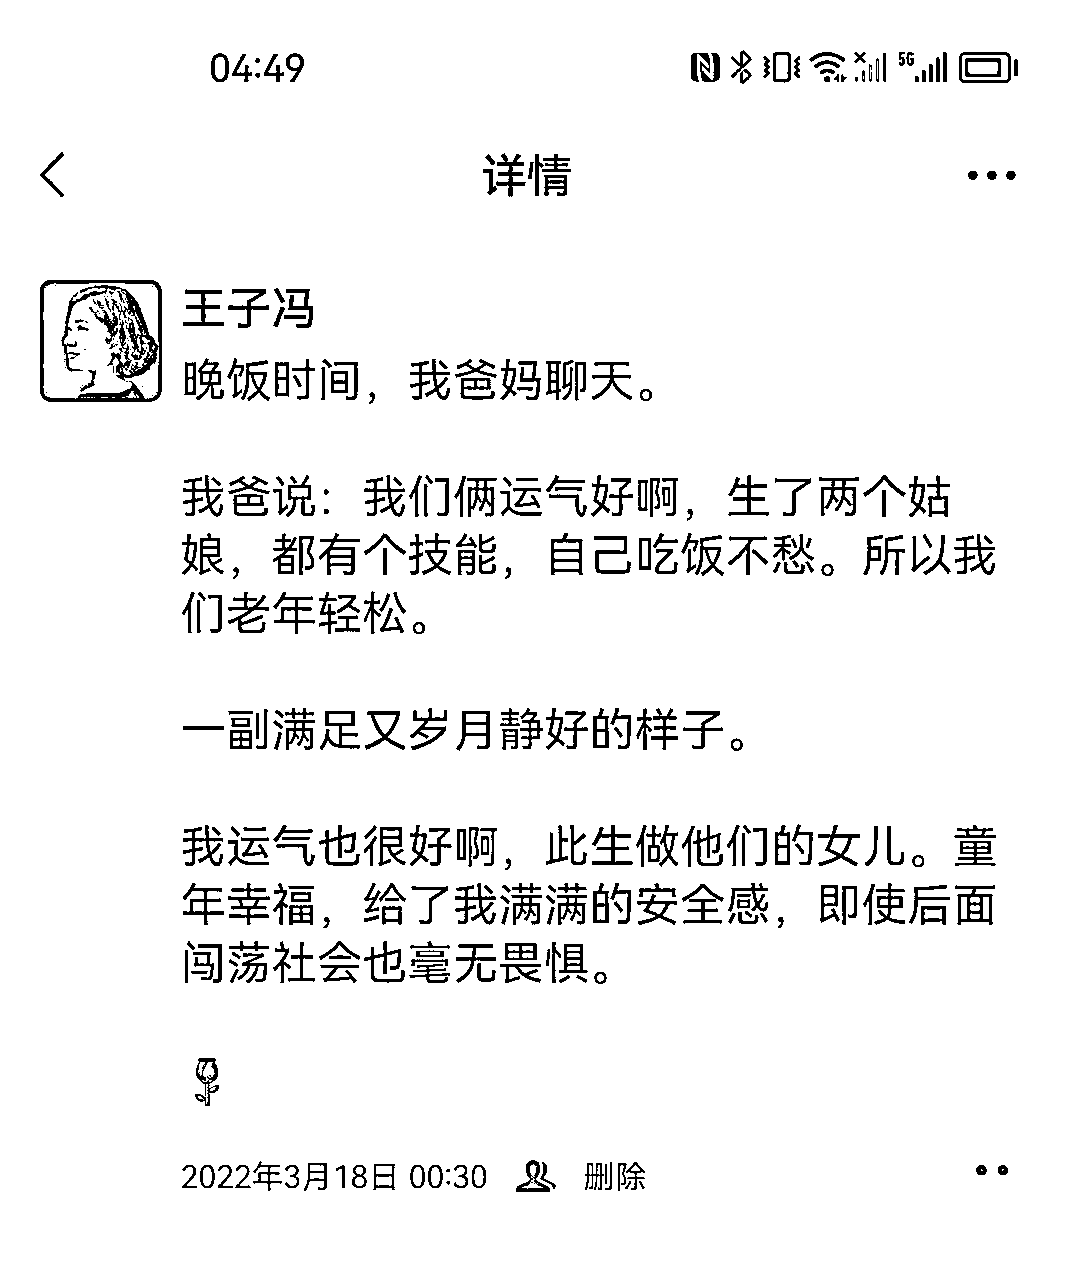 04:49
5G
详情
王子冯
晚饭时间，我爸妈聊天。
我爸说：我们俩运气好啊，生了两个姑
娘，都有个技能，自己吃饭不愁。所以我
们老年轻松。
一副满足又岁月静好的样子。
我运气也很好啊，此生做他们的女儿。童
年幸福，给了我满满的安全感，即使后面
闯荡社会也毫无畏惧。
2022年3月18日 00:30 删除